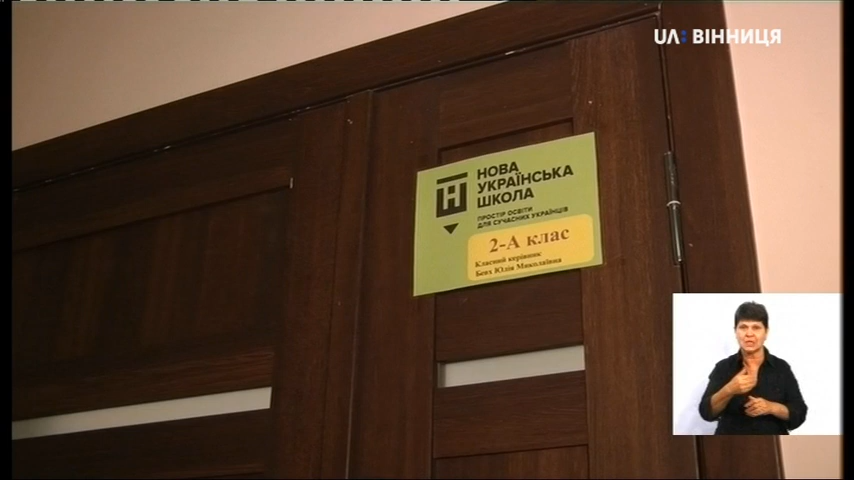 UA: ВІННИЦЯ
НОВА
УКРАЇНСЬКА
ШКОЛА
ПРОСТІР ОСВІТИ
ДЛЯ СУЧАСНИХ УКРАЇНЦІВ
2-А клас
Класний керівник
Бевз Юлія Миколаївна